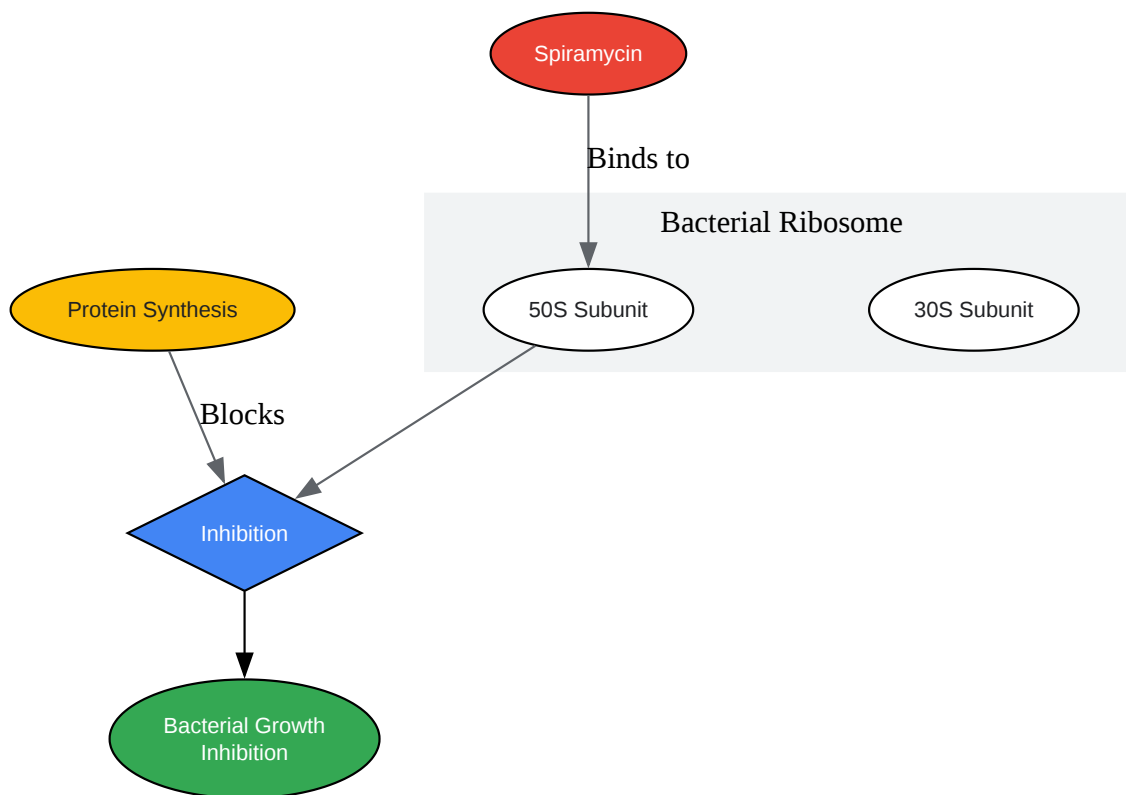 Spiramycin
Binds to
Bacterial Ribosome
Protein Synthesis
50S Subunit
30S Subunit
Blocks
Inhibition
Bacterial Growth
Inhibition